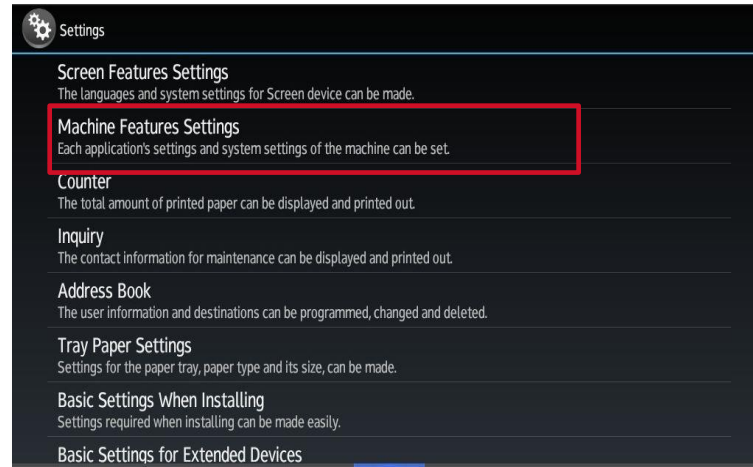 Settings
Screen Features Settings
The languages and system settings for Screen device can be made.
Machine Features Settings
Each application's settings and system settings of the machine can be set.
Counter
The total amount of printed paper can be displayed and printed out.
Inquiry
The contact information for maintenance can be displayed and printed out.
Address Book
The user information and destinations can be programmed, changed and deleted.
Tray Paper Settings
Settings for the paper tray, paper type and its size, can be made.
Basic Settings When Installing
Settings required when installing can be made easily.
Basic Settings for Extended Devices